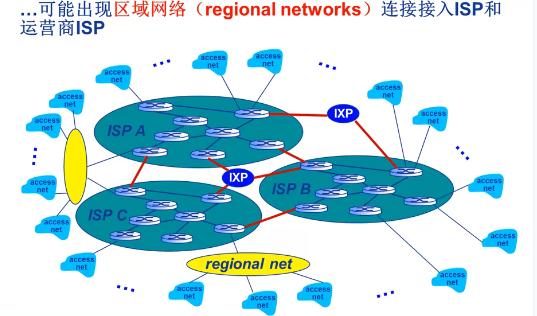 …可能出现区域网络（regional networks）连接接入ISP和
运营商ISP
access
net
access
net
access
net
access
net
access
net
access
net
IXP
access
net
access
net
ISP A
IXP
access
net
ISP B
access
net
ISP C
access
net
access
net
access
net
regional net
access
net
access
net
access
net
access
net